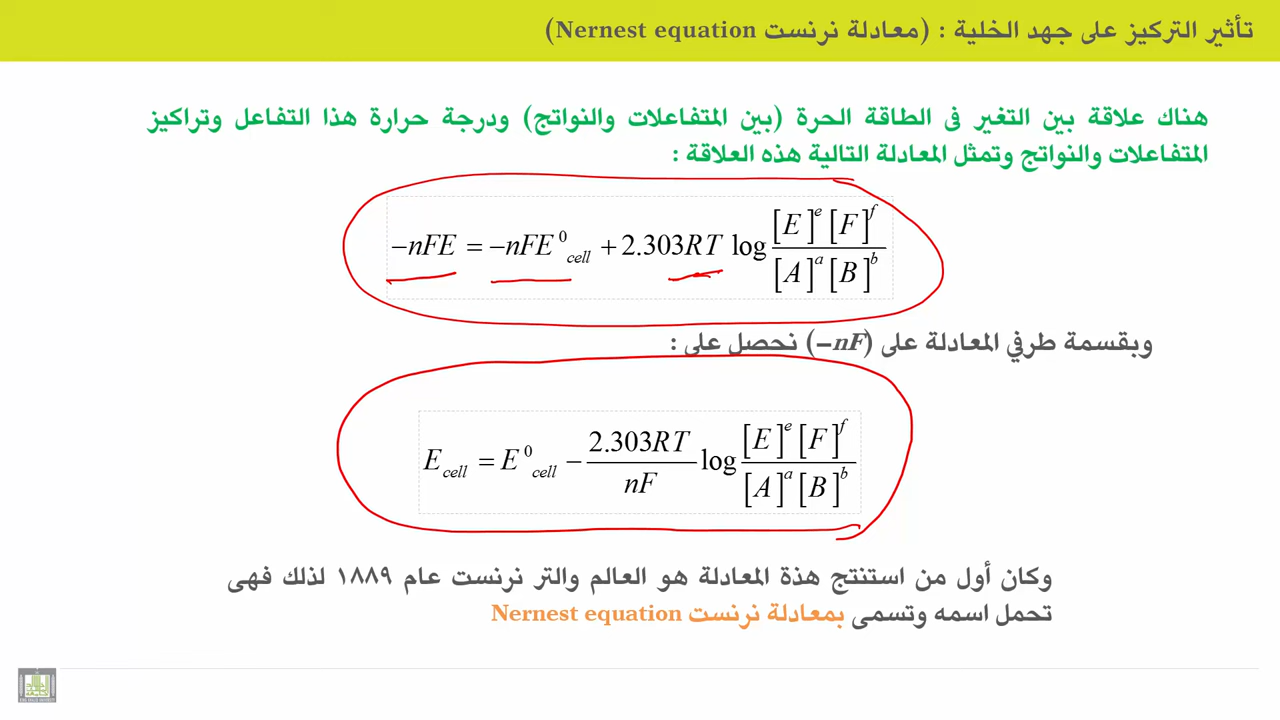 تأثير التركيز على جهد الخلية : (معادلة نرنست Nernest equation)
هناك علاقة بين التغير فى الطاقة الحرة (بين المتفاعلات والنواتج) ودرجة حرارة هذا التفاعل وتراكيز
المتفاعلات والنواتج وتمثل المعادلة التالية هذه العلاقة :
−nFE = −nFE⁰cell + 2.303RT log [E]^e [F]^f / [A]^a [B]^b
وبقسمة طرفي المعادلة على (−nF) نحصل على :
Ecell = E⁰cell − 2.303RT / nF log [E]^e [F]^f / [A]^a [B]^b
وكان أول من استنتج هذة المعادلة هو العالم والتر نرنست عام ١٨٨٩ لذلك فهى
تحمل اسمه وتسمى بمعادلة نرنست Nernest equation